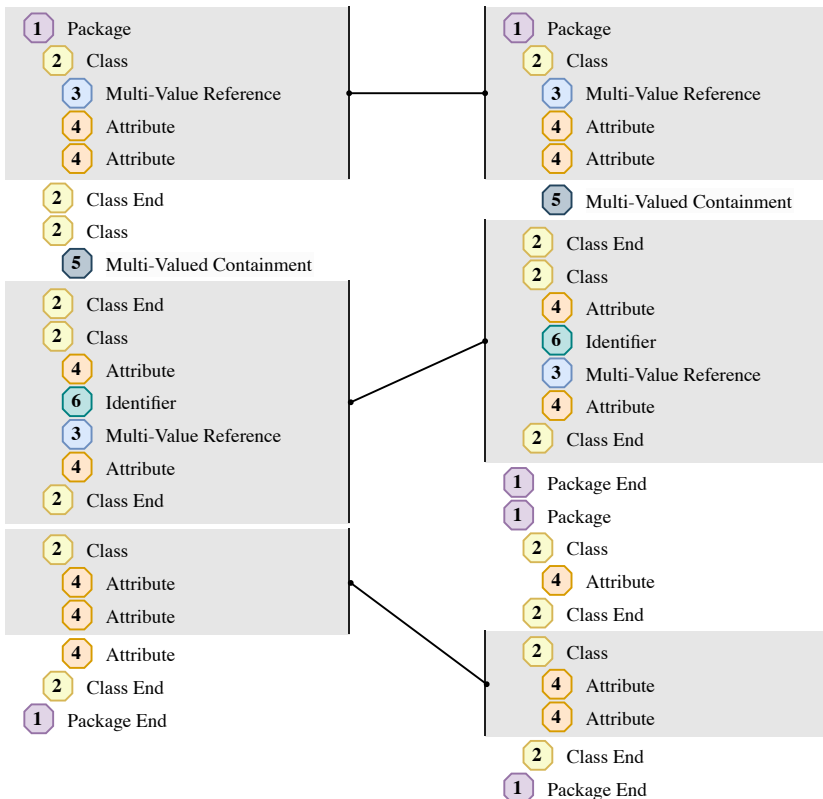 1 Package
2 Class
3 Multi-Value Reference
4 Attribute
4 Attribute
2 Class End
2 Class
5 Multi-Valued Containment
2 Class End
2 Class
4 Attribute
6 Identifier
3 Multi-Value Reference
4 Attribute
2 Class End
2 Class
4 Attribute
4 Attribute
4 Attribute
2 Class End
1 Package End
1 Package
2 Class
3 Multi-Value Reference
4 Attribute
4 Attribute
5 Multi-Valued Containment
2 Class End
2 Class
4 Attribute
6 Identifier
3 Multi-Value Reference
4 Attribute
2 Class End
1 Package End
1 Package
2 Class
4 Attribute
2 Class End
2 Class
4 Attribute
4 Attribute
2 Class End
1 Package End